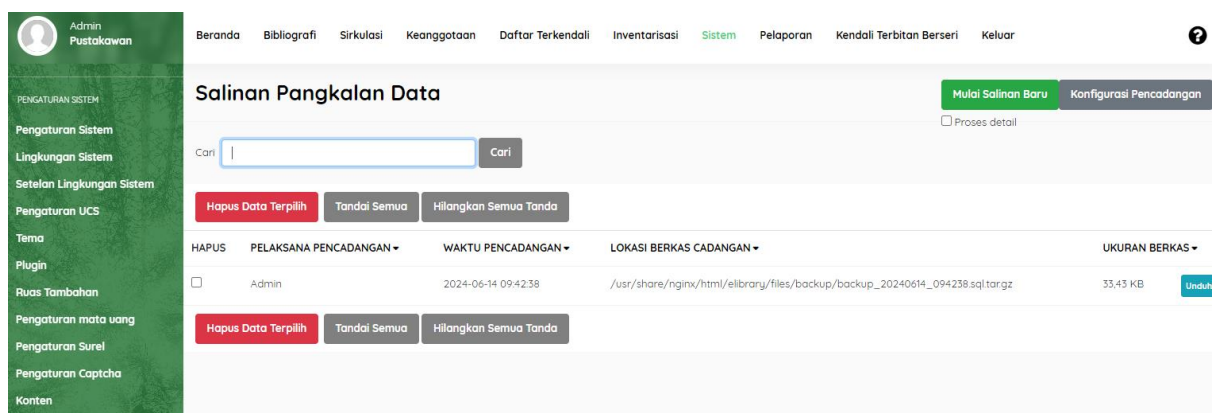 Admin
Pustakawan
Beranda Bibliografi Sirkulasi Keanggotaan Daftar Terkendali Inventarisasi Sistem Pelaporan Kendali Terbitan Berseri Keluar ?
PENGATURAN SISTEM
Pengaturan Sistem
Lingkungan Sistem
Setelan Lingkungan Sistem
Pengaturan UCS
Tema
Plugin
Ruas Tambahan
Pengaturan mata uang
Pengaturan Surel
Pengaturan Captcha
Konten
Salinan Pangkalan Data
Mulai Salinan Baru Konfigurasi Pencadangan
Proses detail
Cari Cari
Hapus Data Terpilih Tandai Semua Hilangkan Semua Tanda
HAPUS PELAKSANA PENCADANGAN WAKTU PENCADANGAN LOKASI BERKAS CADANGAN UKURAN BERKAS
Admin 2024-06-14 09:42:38 /usr/share/nginx/html/elibrary/files/backup/backup_20240614_094238.sql.tar.gz 33,43 KB Unduh
Hapus Data Terpilih Tandai Semua Hilangkan Semua Tanda